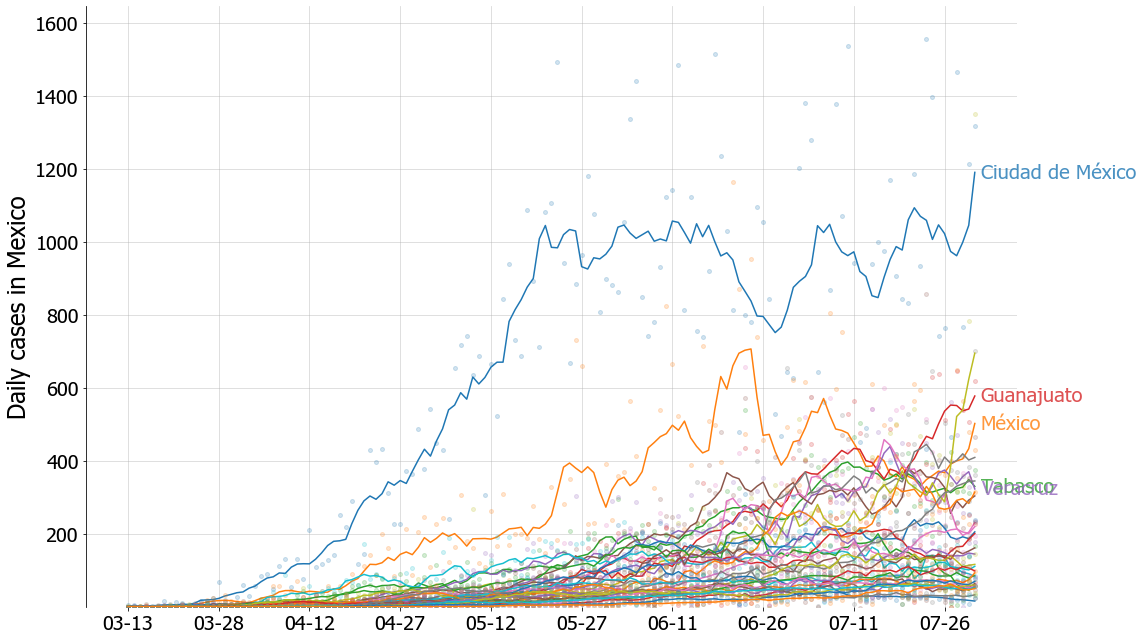 Daily cases in Mexico
1600
1400
1200
1000
800
600
400
200
Ciudad de México
Guanajuato
México
Tabasco
Veracruz
03-13 03-28 04-12 04-27 05-12 05-27 06-11 06-26 07-11 07-26